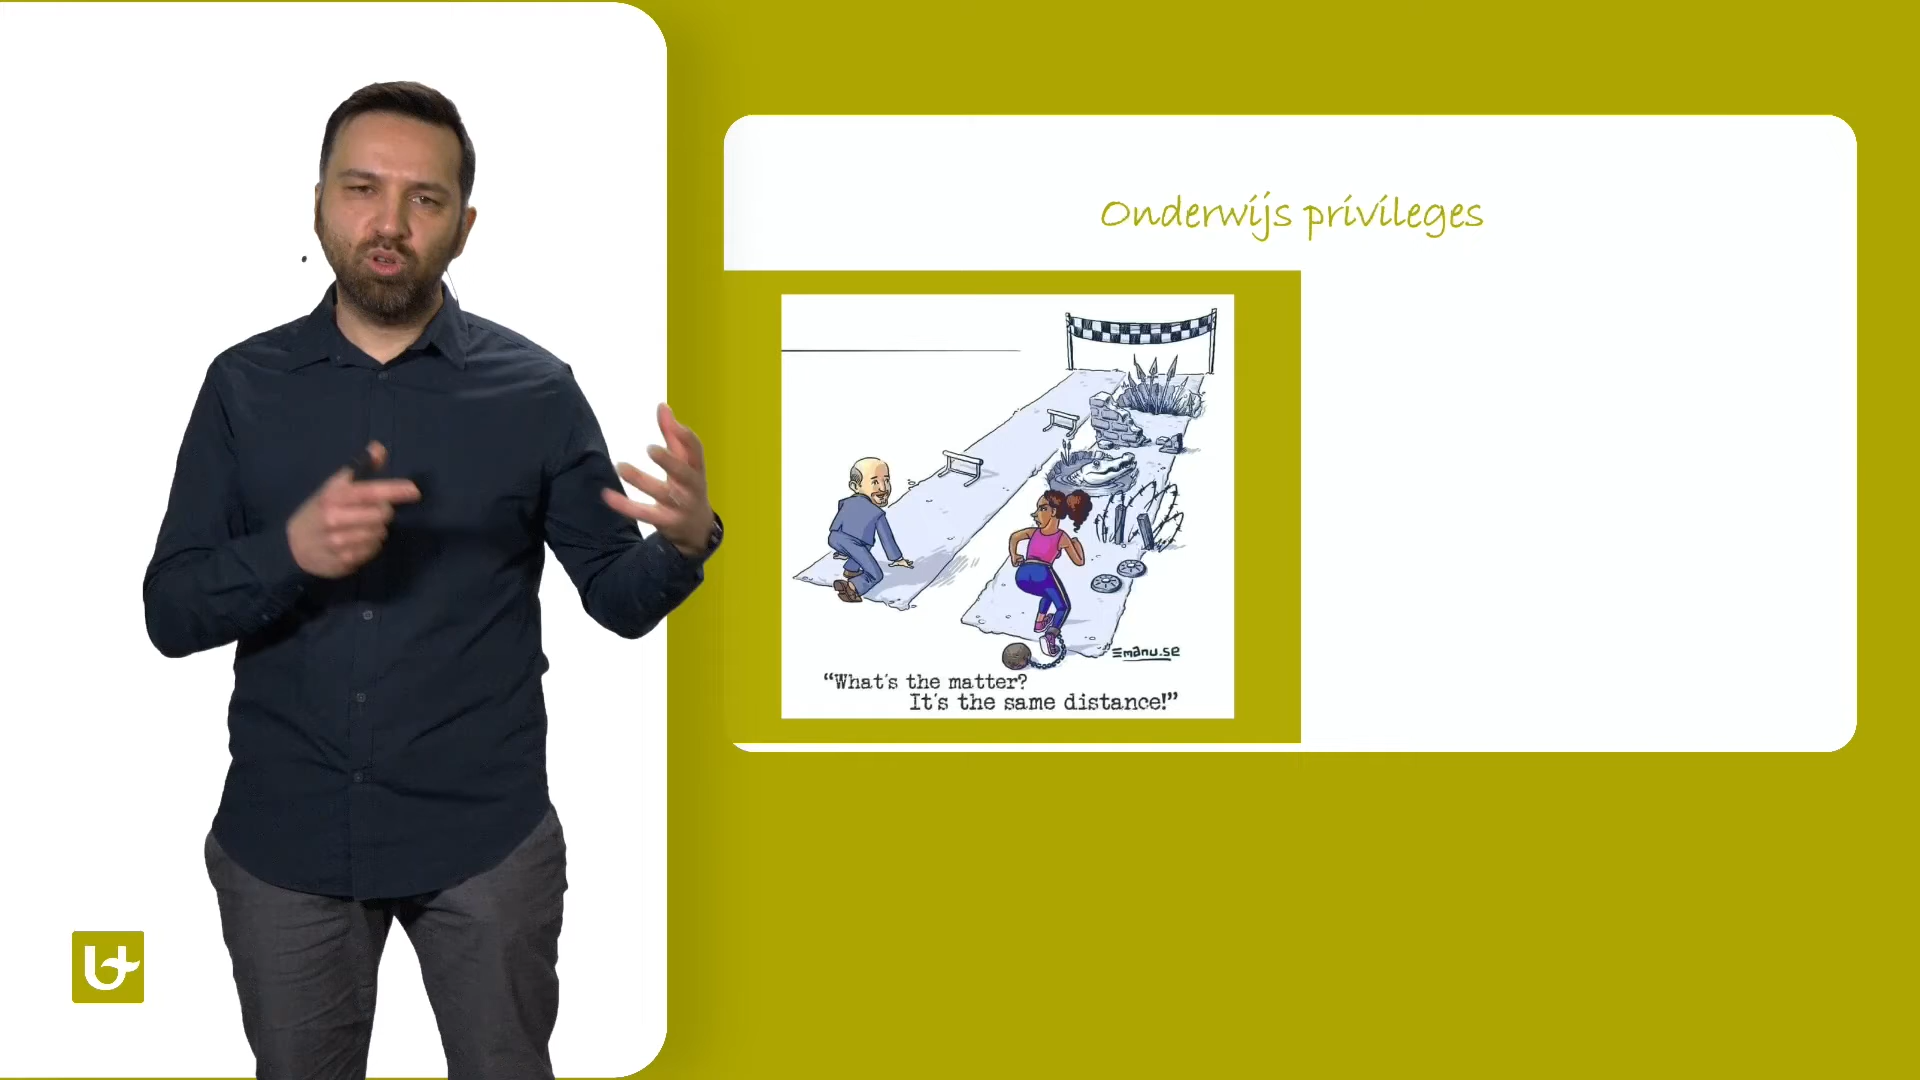 Onderwijs privileges
Emanu.se
“What's the matter?
It's the same distance!”